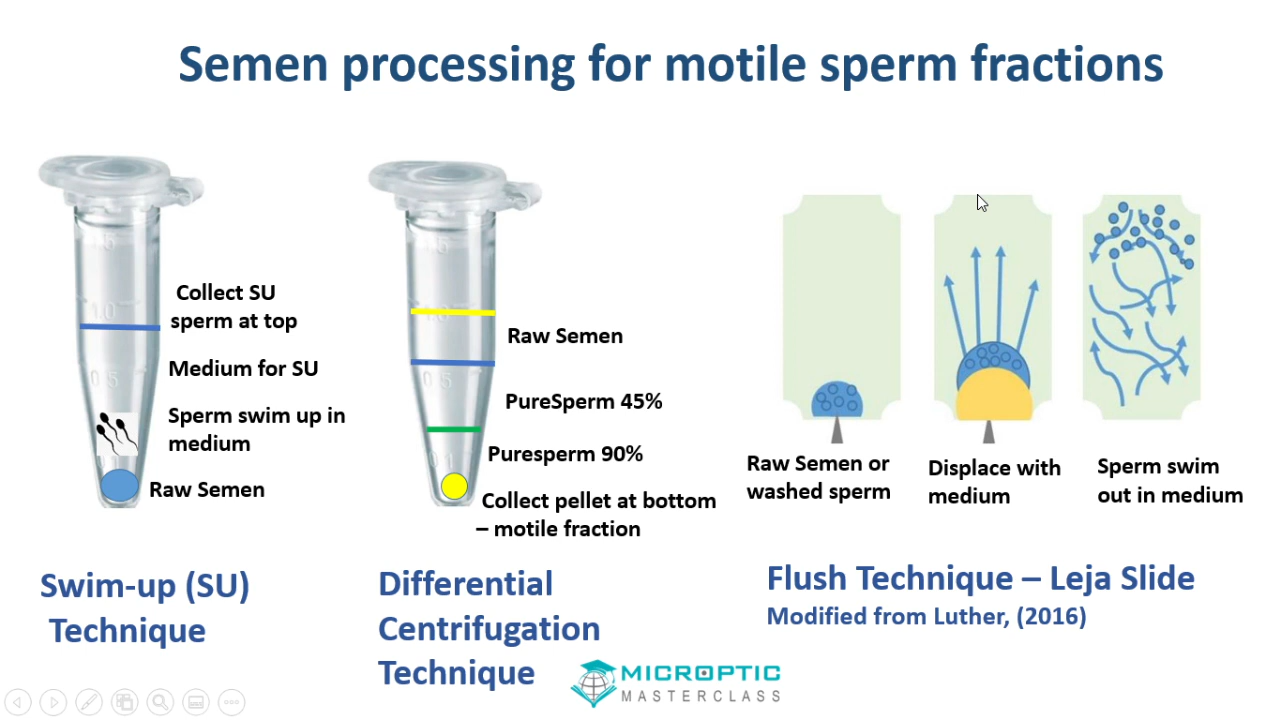 Semen processing for motile sperm fractions
Collect SU
sperm at top
Medium for SU
Sperm swim up in
medium
Raw Semen
Swim-up (SU)
Technique
Raw Semen
PureSperm 45%
Puresperm 90%
Collect pellet at bottom
– motile fraction
Differential
Centrifugation
Technique
Raw Semen or
washed sperm
Displace with
medium
Sperm swim
out in medium
Flush Technique – Leja Slide
Modified from Luther, (2016)
MICROPTIC
MASTERCLASS